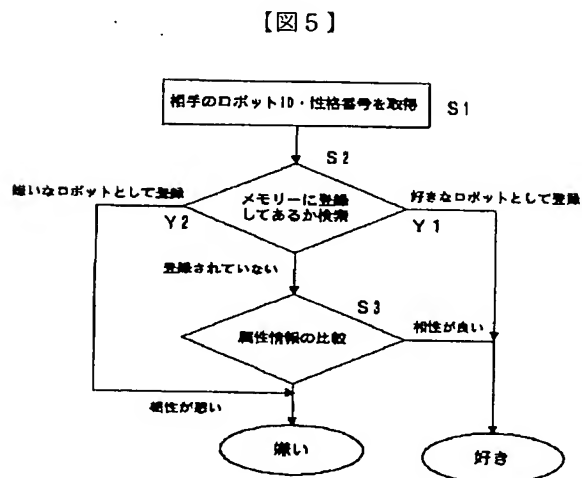 【図5】
相手のロボットID・性格番号を取得
S1
S2
嫌いなロボットとして登録
メモリーに登録
してあるか検索
好きなロボットとして登録
Y2
Y1
登録されていない
S3
属性情報の比較
相性が良い
相性が悪い
嫌い
好き